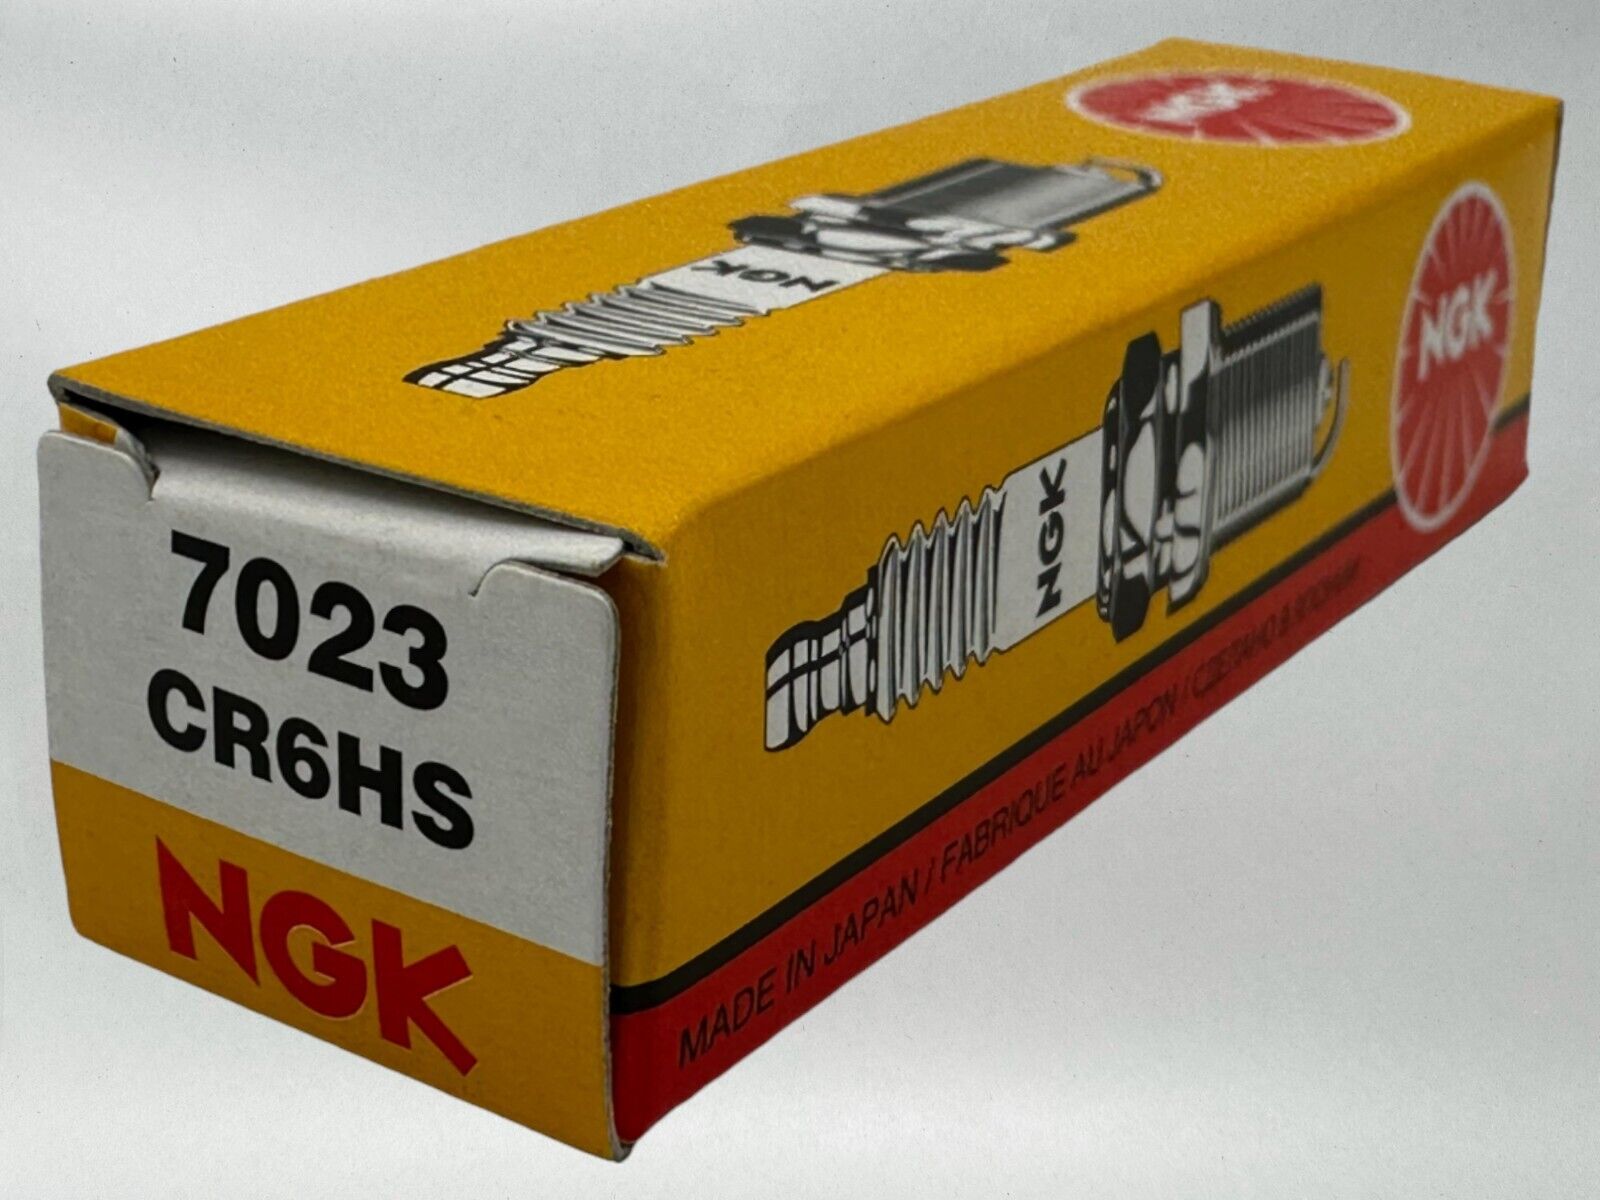 NGK
NGK
7023
CR6HS
NGK
NGK
NGK
MADE IN JAPAN / FABRIQUE AU JAPON / СДЕЛАНО В ЯПОНИИ